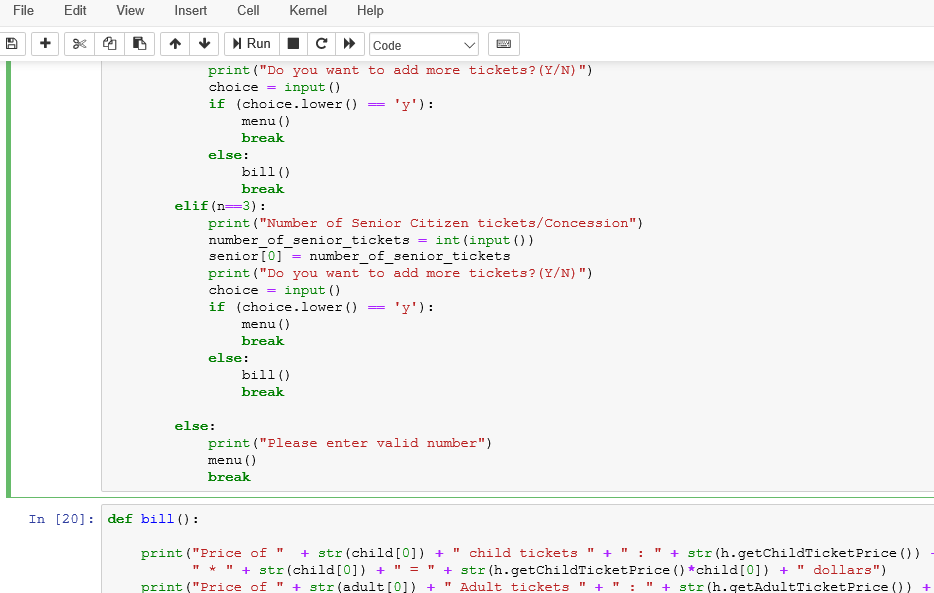 File Edit View Insert Cell Kernel Help
Run Code
print("Do you want to add more tickets?(Y/N)")
choice = input()
if (choice.lower() == 'y'):
menu()
break
else:
bill()
break
elif(n==3):
print("Number of Senior Citizen tickets/Concession")
number_of_senior_tickets = int(input())
senior[0] = number_of_senior_tickets
print("Do you want to add more tickets?(Y/N)")
choice = input()
if (choice.lower() == 'y'):
menu()
break
else:
bill()
break
else:
print("Please enter valid number")
menu()
break
In [20]: def bill():
print("Price of "  + str(child[0]) + " child tickets " + " : " + str(h.getChildTicketPrice()) +
" * " + str(child[0]) + " = " + str(h.getChildTicketPrice()*child[0]) + " dollars")
print("Price of " + str(adult[0]) + " Adult tickets " + " : " + str(h.getAdultTicketPrice()) +